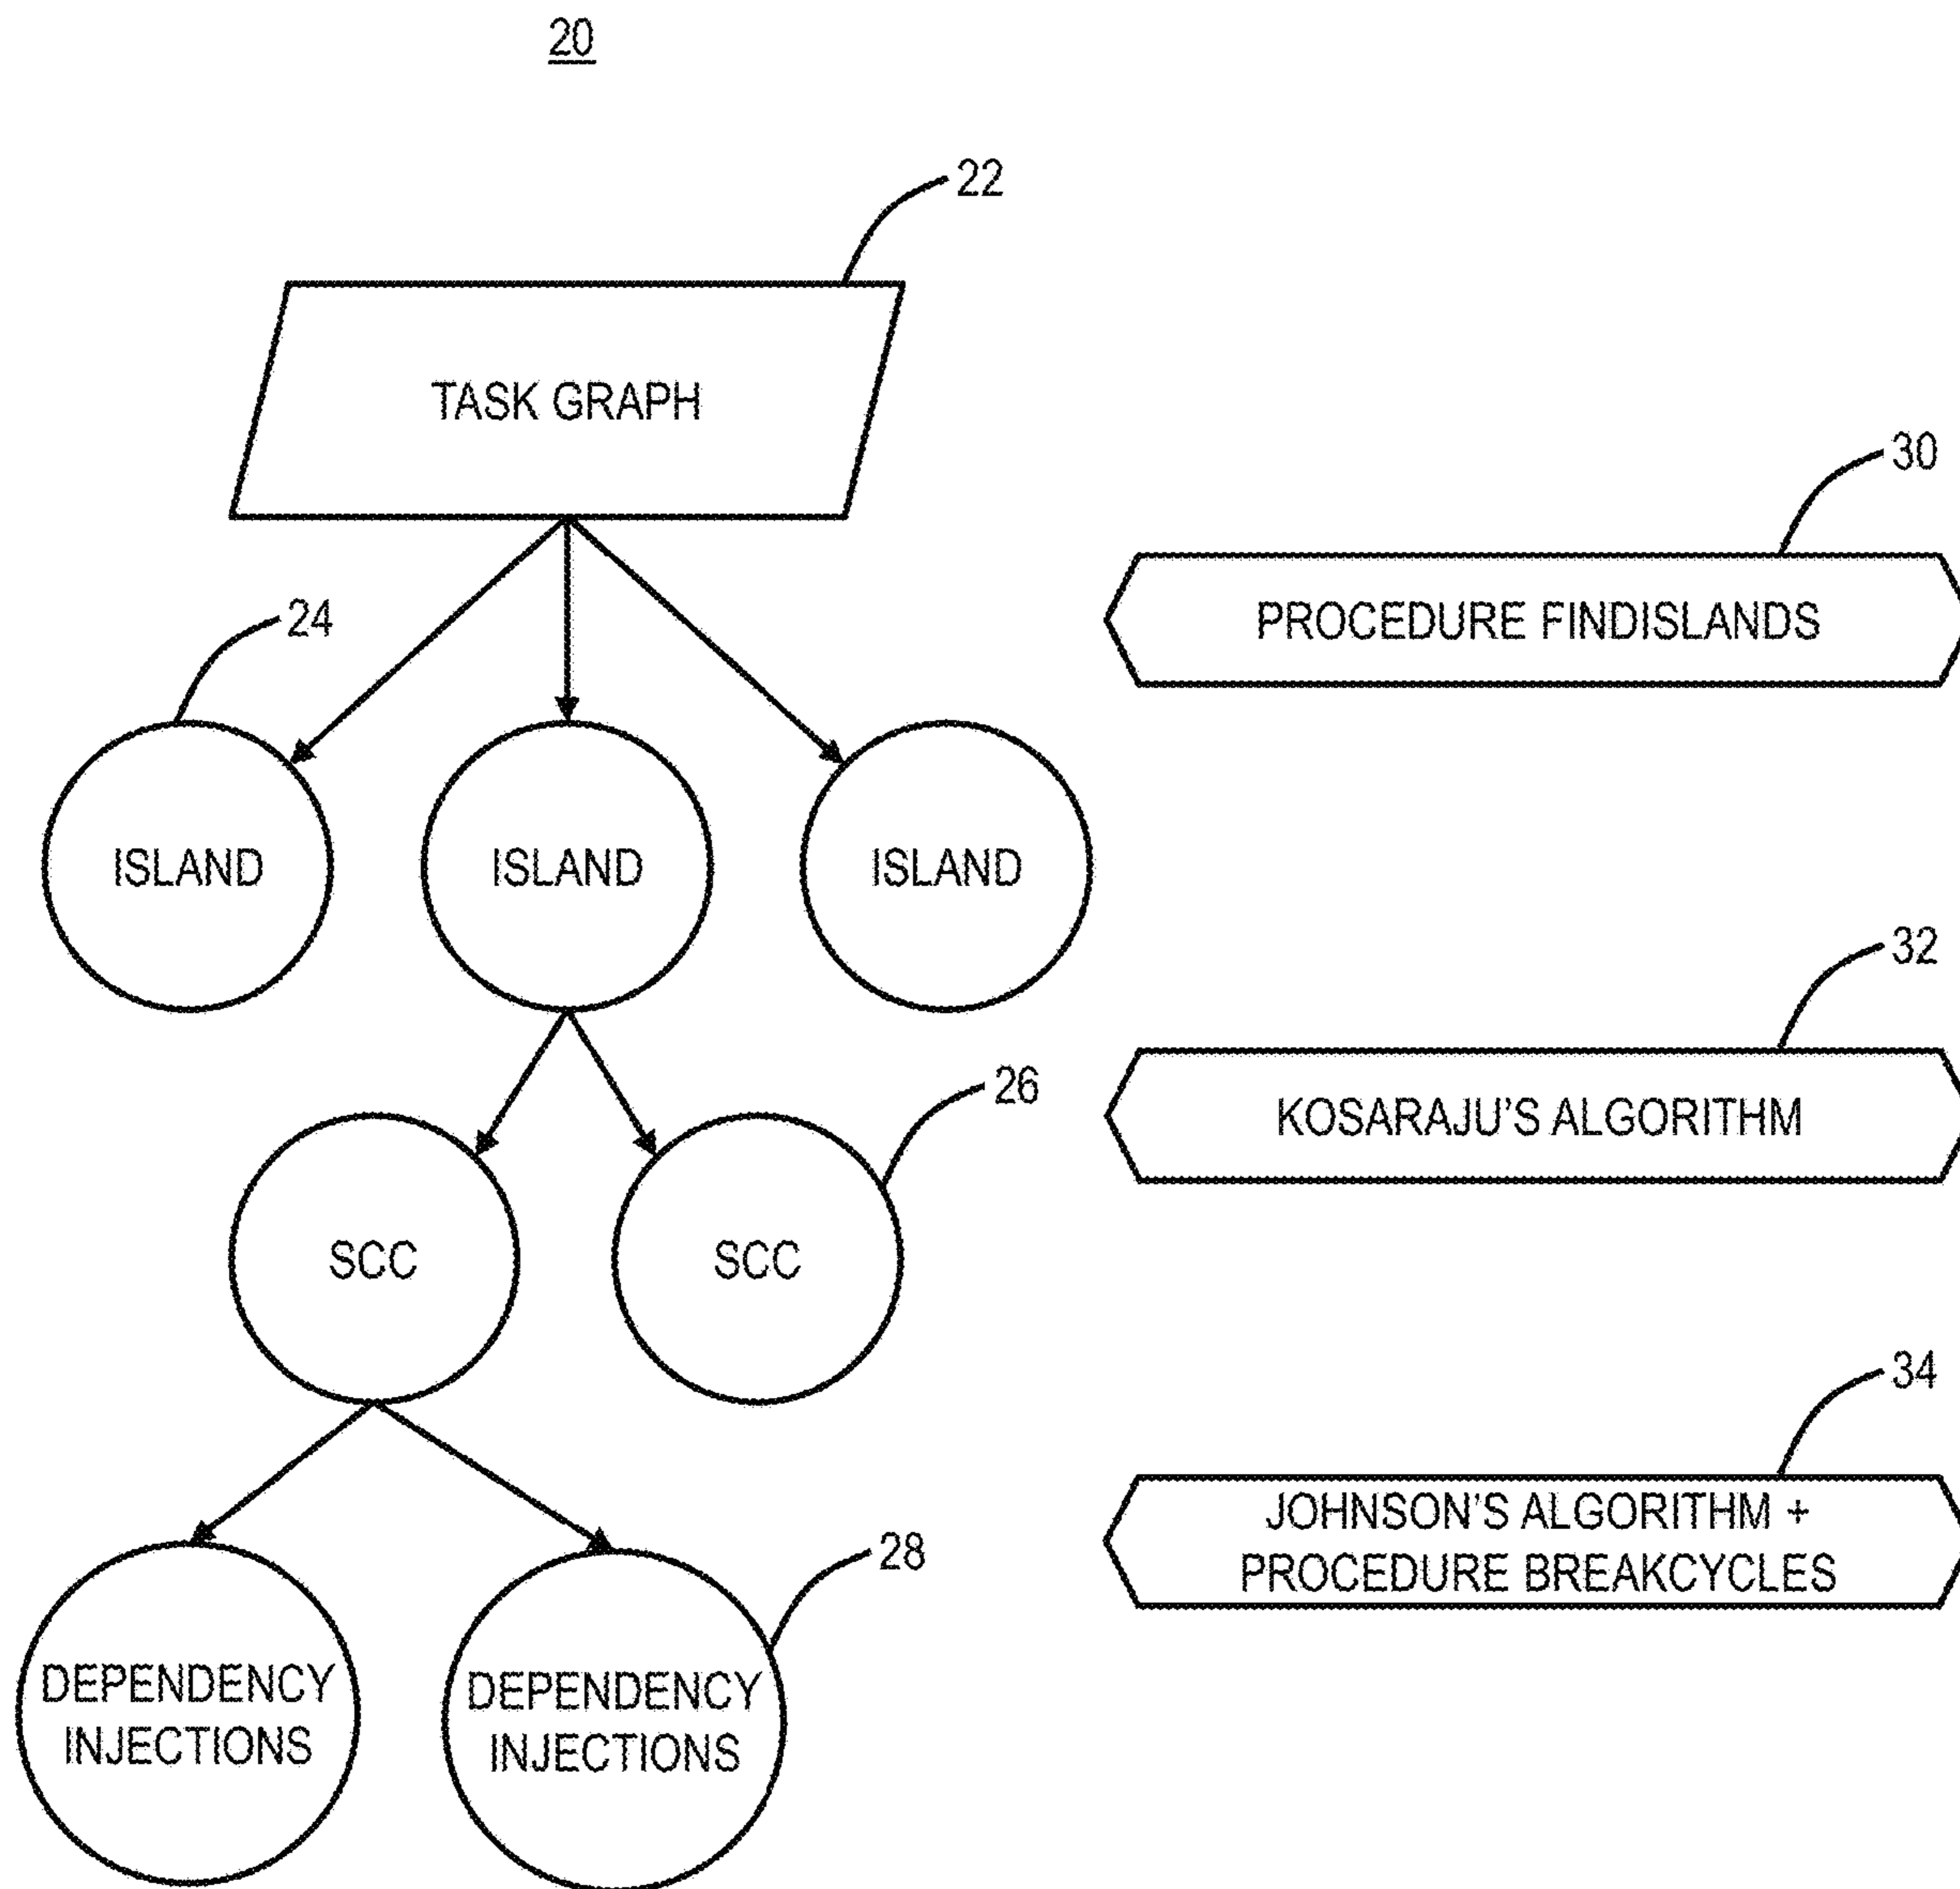 20
22
TASK GRAPH
30
PROCEDURE FINDISLANDS
24
ISLAND
ISLAND
ISLAND
32
KOSARAJU'S ALGORITHM
26
SCC
SCC
34
JOHNSON'S ALGORITHM +
PROCEDURE BREAKCYCLES
28
DEPENDENCY
INJECTIONS
DEPENDENCY
INJECTIONS